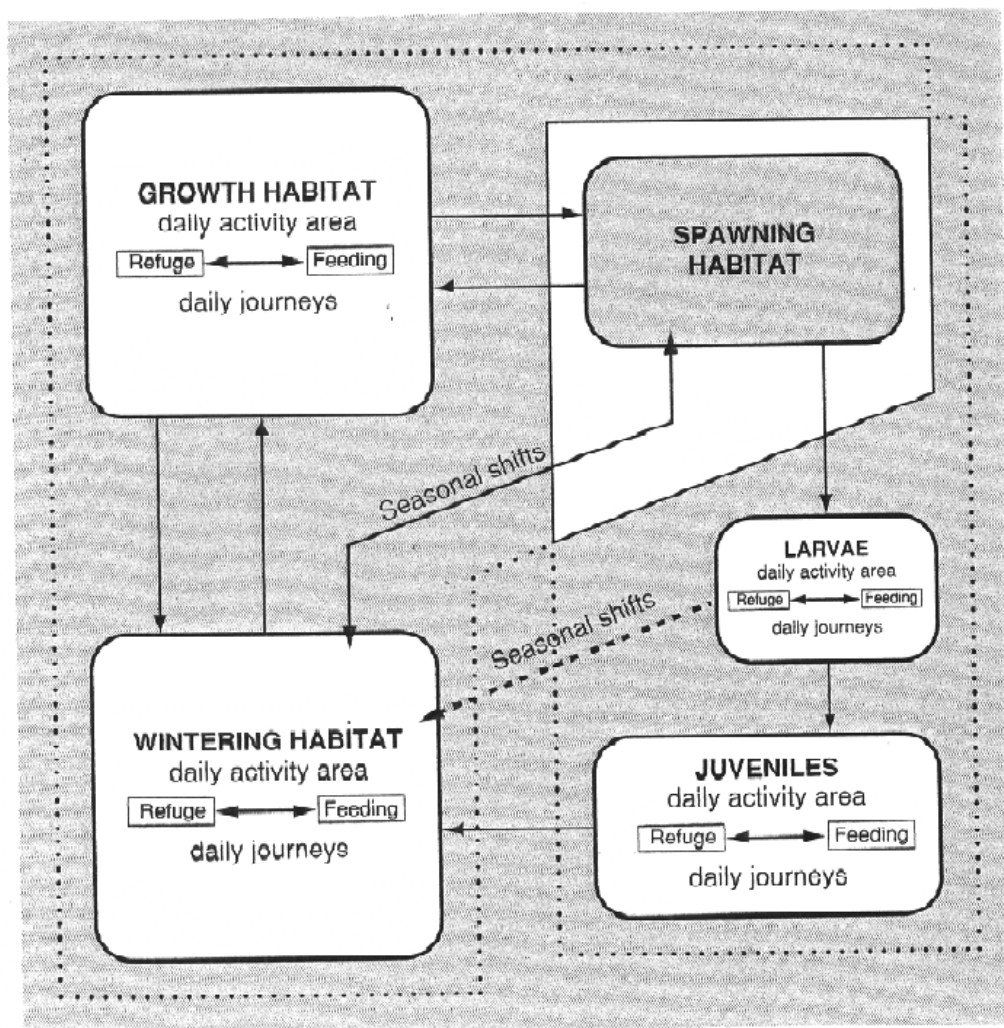 GROWTH HABITAT
daily activity area
Refuge
Feeding
daily journeys
SPAWNING
HABITAT
Seasonal shifts
LARVAE
daily activity area
Refuge
Feeding
daily journeys
Seasonal shifts
WINTERING HABITAT
daily activity area
Refuge
Feeding
daily journeys
JUVENILES
daily activity area
Refuge
Feeding
daily journeys